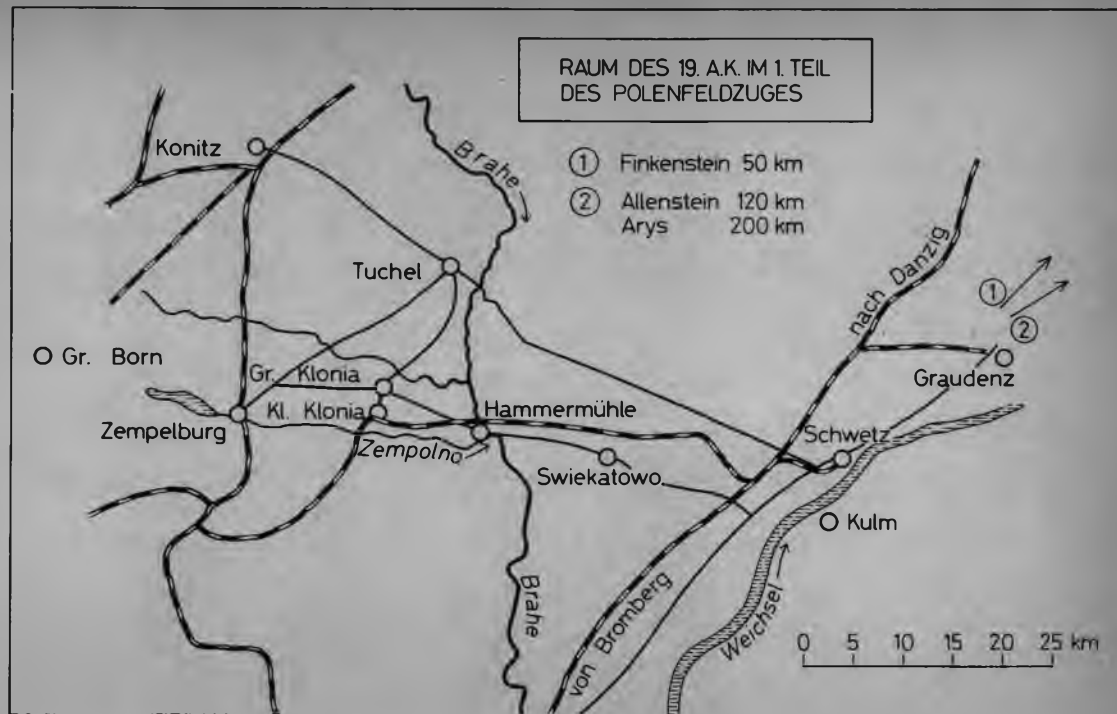 RAUM DES 19. A.K. IM 1. TEIL
DES POLENFELDZUGES
① Finkenstein 50 km
② Allenstein 120 km
Arys 200 km
Konitz
Brahe
Tuchel
nach Danzig
①
②
Gr. Born
Gr. Klonia
Graudenz
Kl. Klonia
Hammermühle
Zempelburg
Schwetz
Zempolno
Swiekatowo
Kulm
Brahe
von Bromberg
Weichsel
0 5 10 15 20 25 km